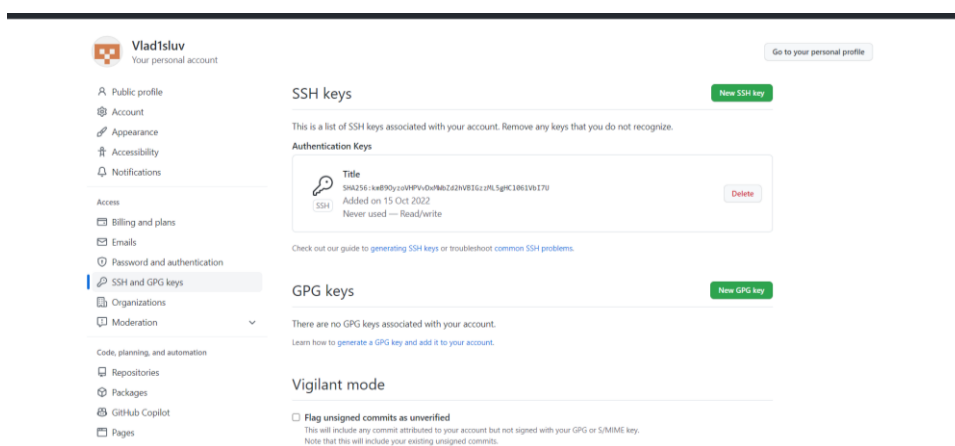 Vlad1sluv
Your personal account
Go to your personal profile
Public profile
Account
Appearance
Accessibility
Notifications
Access
Billing and plans
Emails
Password and authentication
SSH and GPG keys
Organizations
Moderation
Code, planning, and automation
Repositories
Packages
GitHub Copilot
Pages
SSH keys
New SSH key
This is a list of SSH keys associated with your account. Remove any keys that you do not recognize.
Authentication Keys
Title
SSH
Added on 15 Oct 2022
Never used — Read/write
Delete
Check out our guide to generating SSH keys or troubleshoot common SSH problems.
GPG keys
New GPG key
There are no GPG keys associated with your account.
Learn how to generate a GPG key and add it to your account.
Vigilant mode
Flag unsigned commits as unverified
This will include any commit attributed to your account but not signed with your GPG or S/MIME key.
Note that this will include your existing unsigned commits.